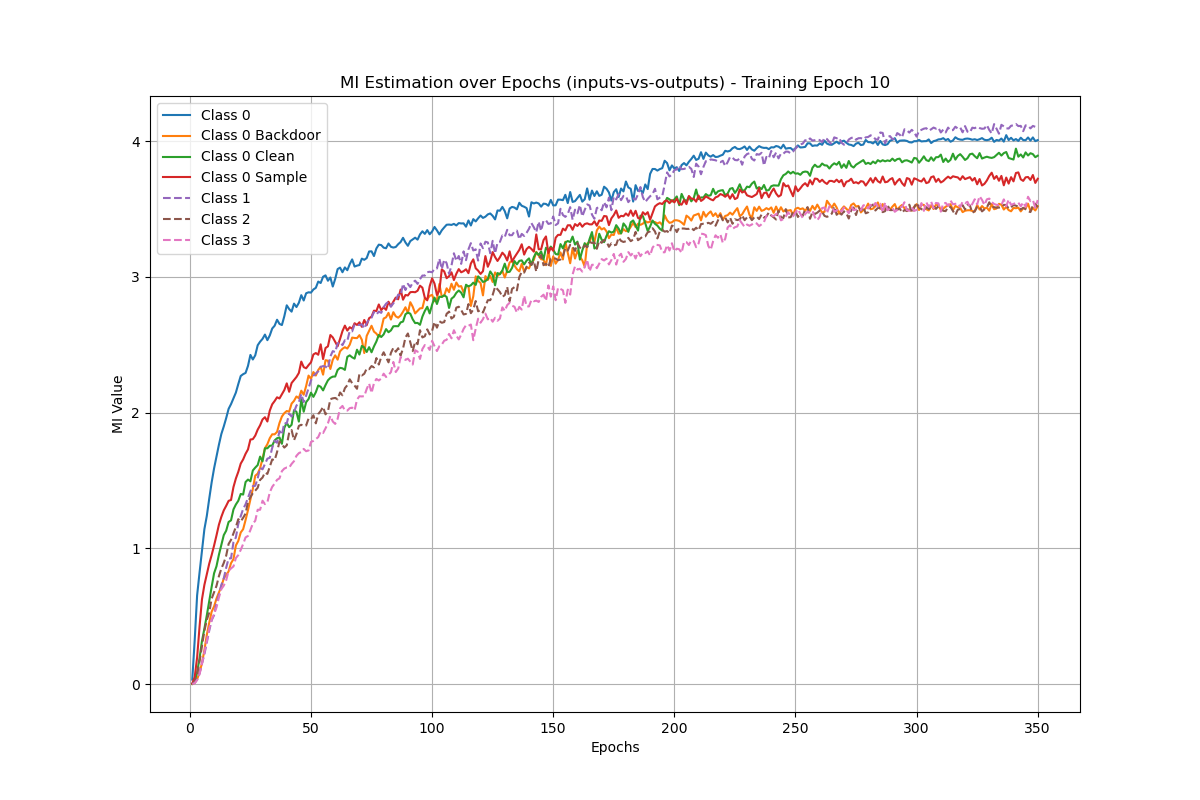 MI Estimation over Epochs (inputs-vs-outputs) - Training Epoch 10
Class 0
Class 0 Backdoor
Class 0 Clean
Class 0 Sample
Class 1
Class 2
Class 3
MI Value
4
3
2
1
0
0 50 100 150 200 250 300 350
Epochs